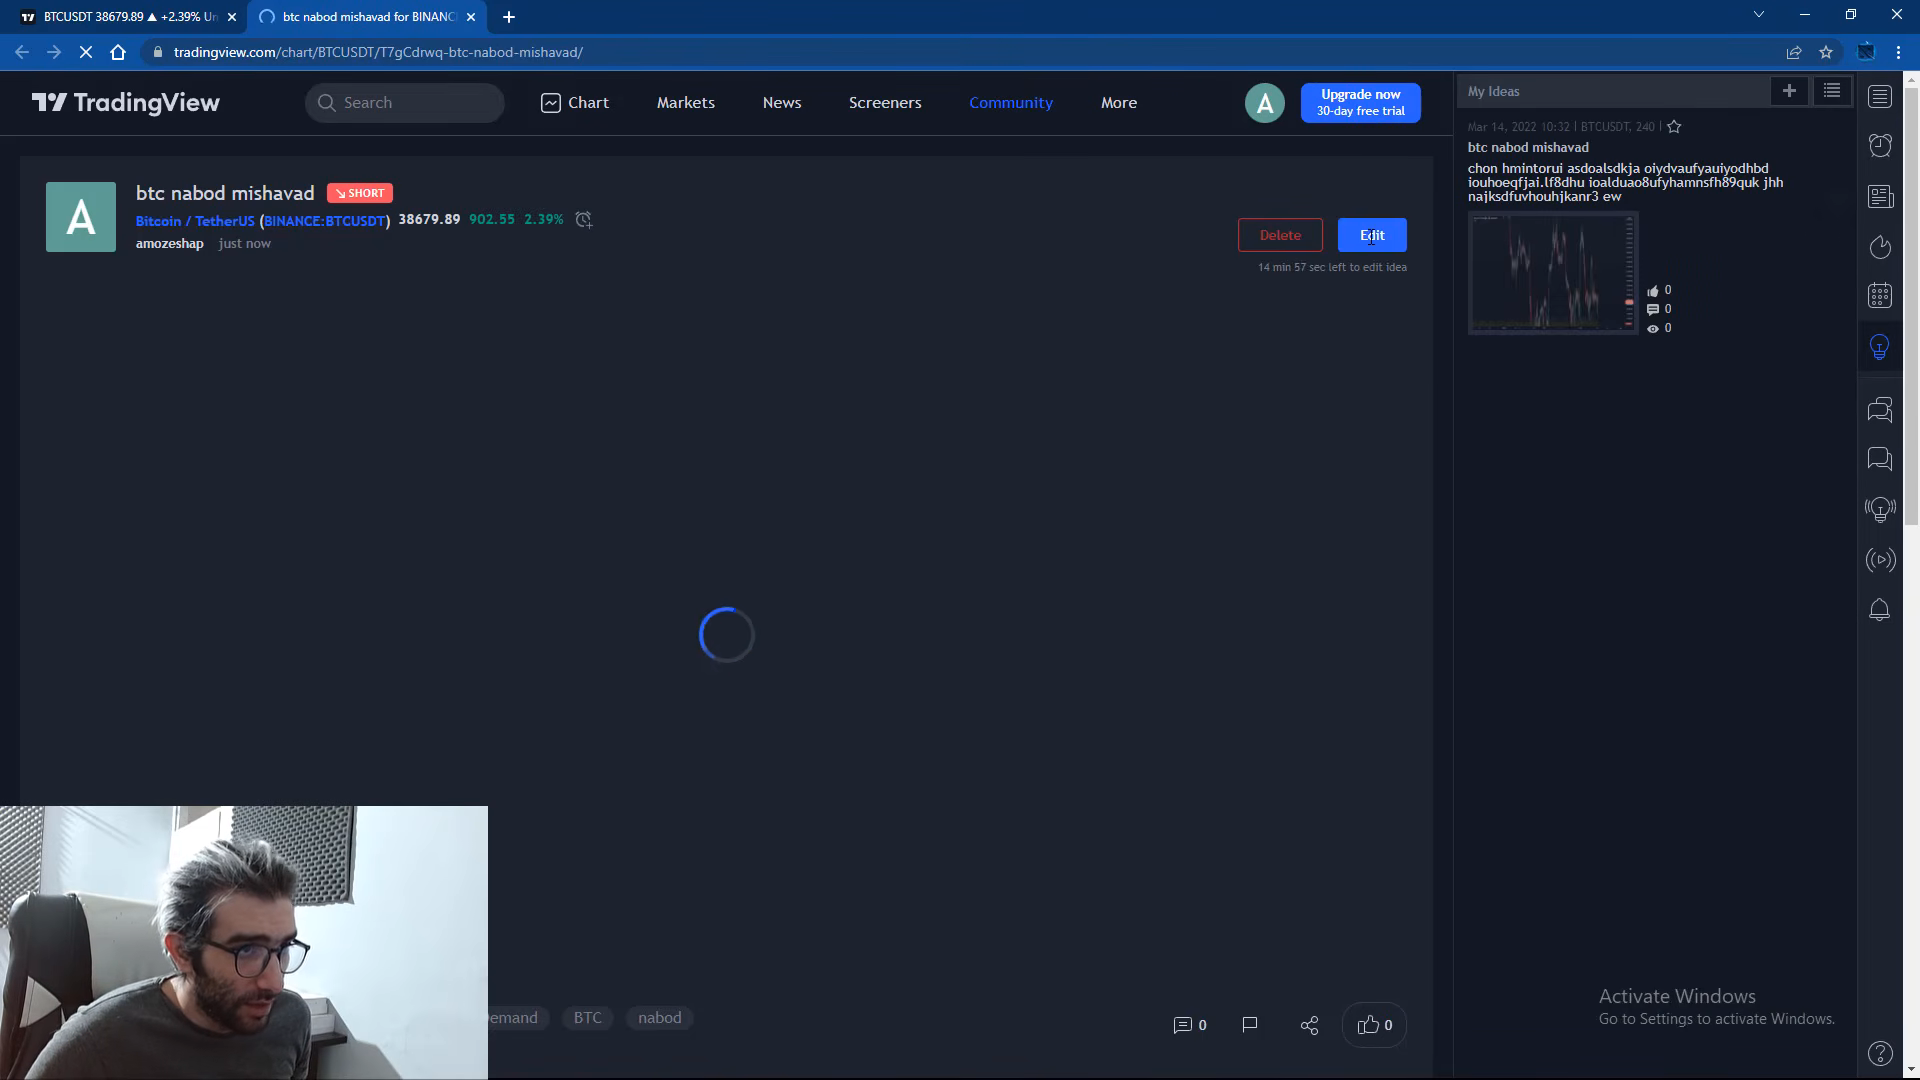 BTCUSDT 38679.89 ▲ +2.39% Un
btc nabod mishavad for BINANC
tradingview.com/chart/BTCUSDT/T7gCdrwq-btc-nabod-mishavad/
TradingView
Search
Chart
Markets
News
Screeners
Community
More
A
Upgrade now
30-day free trial
My Ideas
Mar 14, 2022 10:32 | BTCUSDT, 240 |
btc nabod mishavad
chon hmintorui asdoalsdkja oiydvaufyauiyodhbd
iouhoeqfjai.lf8dhu ioalduao8ufyhamnsfh89quk jhh
najksdfuvhouhjkanr3 ew
0
0
0
A
btc nabod mishavad
SHORT
Bitcoin / TetherUS (BINANCE:BTCUSDT) 38679.89 902.55 2.39%
amozeshap just now
Delete
Edit
14 min 57 sec left to edit idea
emand
BTC
nabod
0
0
Activate Windows
Go to Settings to activate Windows.